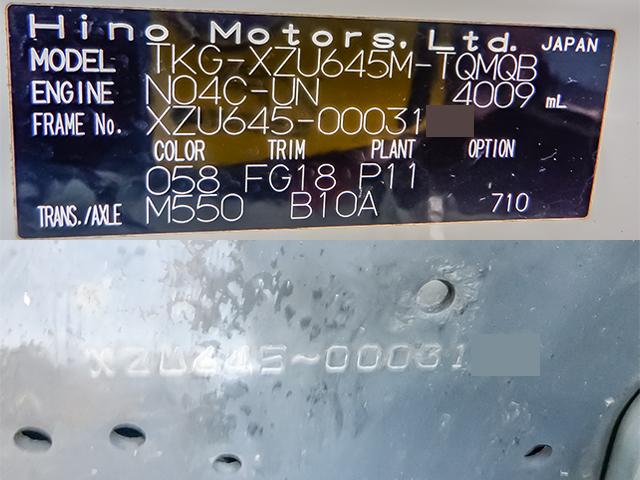 Hino Motors, Ltd. JAPAN
MODEL TKG-XZU645M-TQMQB
ENGINE N04C-UN 4009 mL
FRAME No. XZU645-00031
COLOR TRIM PLANT OPTION
058 FG18 P11
TRANS./AXLE M550 B10A 710
XZU645-00031